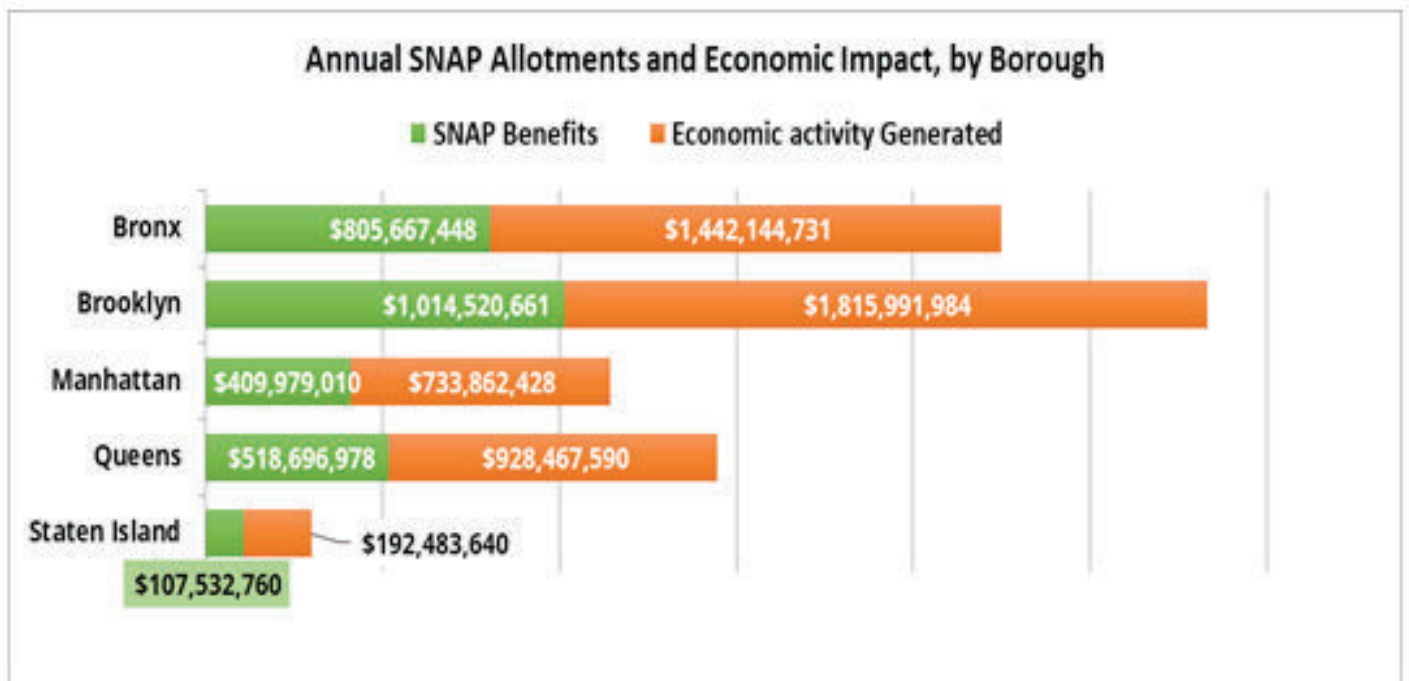 Annual SNAP Allotments and Economic Impact, by Borough
SNAP Benefits Economic activity Generated
Bronx $805,667,448 $1,442,144,731
Brooklyn $1,014,520,661 $1,815,991,984
Manhattan $409,979,010 $733,862,428
Queens $518,696,978 $928,467,590
Staten Island $192,483,640
$107,532,760